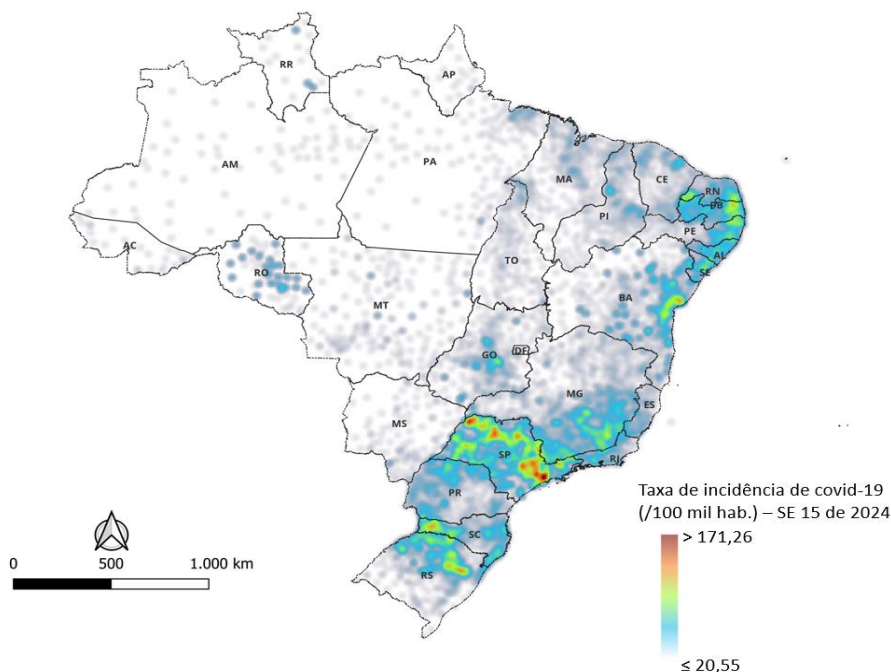 RR
AP
AM
PA
MA
CE
RN
PB
PI
PE
AC
AL
TO
SE
RO
BA
MT
GO
DF
MG
ES
MS
SP
RJ
PR
SC
RS
Taxa de incidência de covid-19
(/100 mil hab.) – SE 15 de 2024
> 171,26
≤ 20,55
0 500 1.000 km